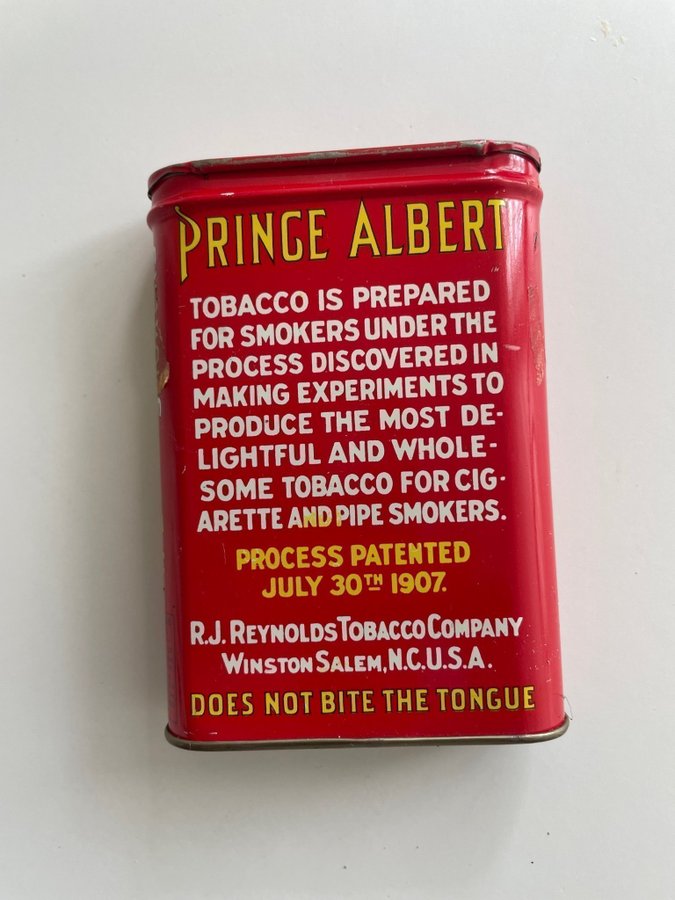 PRINCE ALBERT
TOBACCO IS PREPARED
FOR SMOKERS UNDER THE
PROCESS DISCOVERED IN
MAKING EXPERIMENTS TO
PRODUCE THE MOST DE-
LIGHTFUL AND WHOLE-
SOME TOBACCO FOR CIG-
ARETTE AND PIPE SMOKERS.
PROCESS PATENTED
JULY 30TH 1907.
R.J. REYNOLDS TOBACCO COMPANY
WINSTON SALEM, N.C. U.S.A.
DOES NOT BITE THE TONGUE